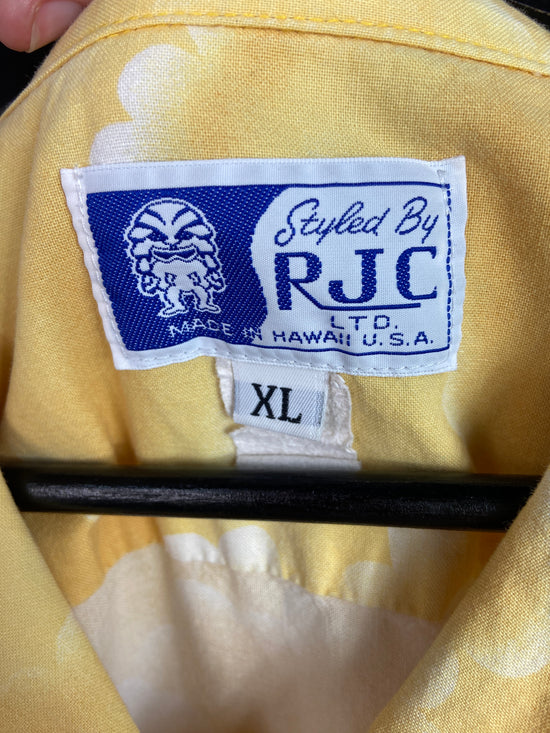 Styled By
RJC
LTD.
MADE IN HAWAII U.S.A.
XL